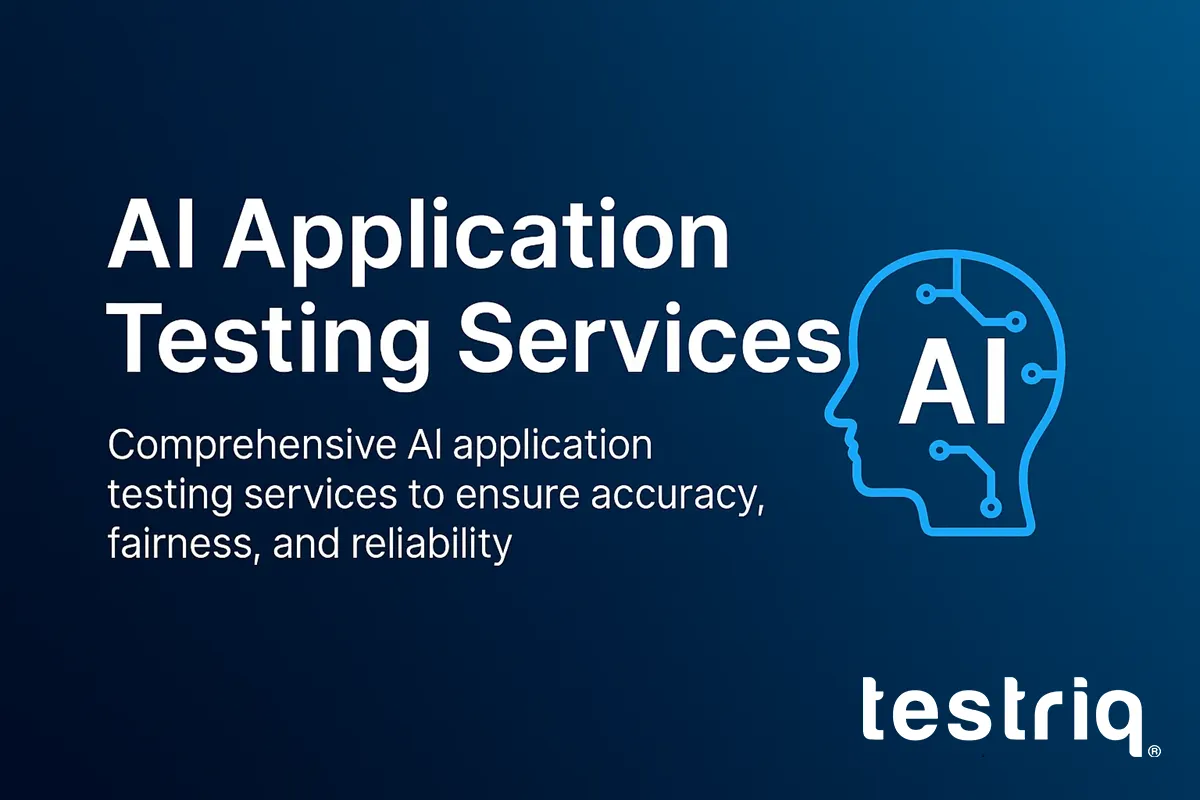 AI Application
Testing Services
Comprehensive AI application
testing services to ensure accuracy,
fairness, and reliability
AI
testriq®